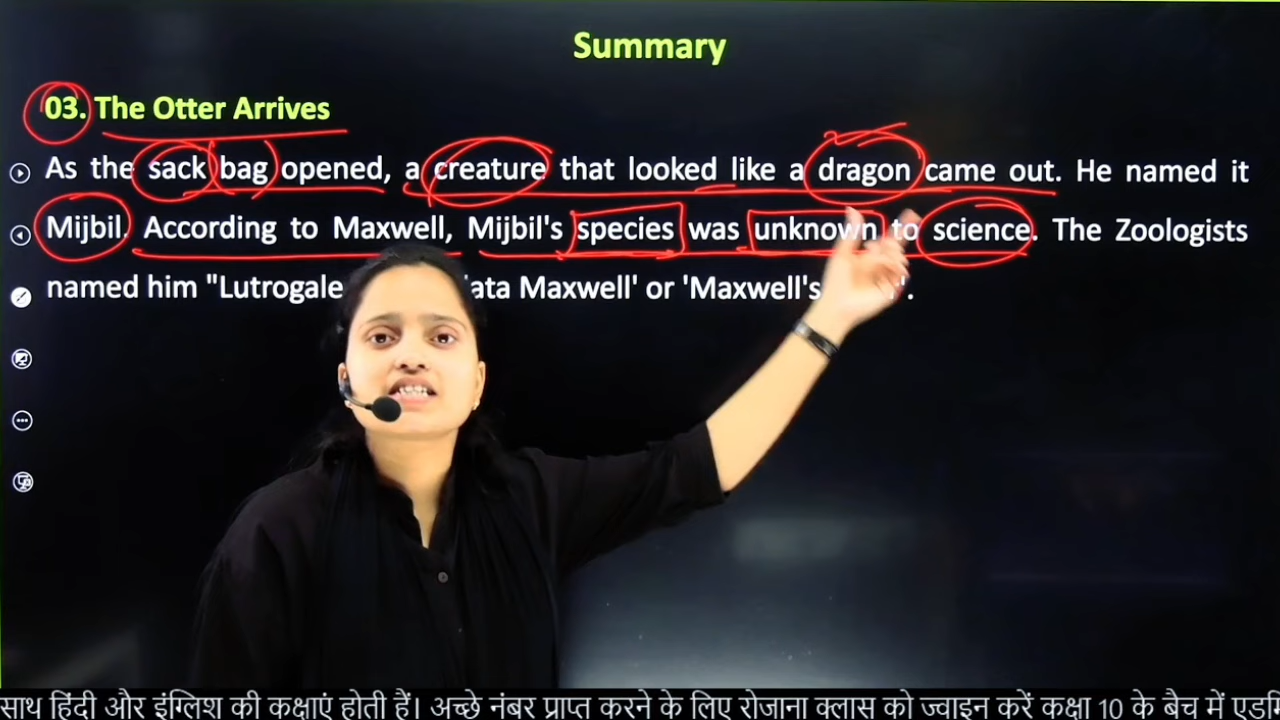 Summary
03. The Otter Arrives
As the sack bag opened, a creature that looked like a dragon came out. He named it
Mijbil. According to Maxwell, Mijbil's species was unknown to science. The Zoologists
named him "Lutrogale Maxwell' or 'Maxwell's
साथ हिंदी और इंग्लिश की कक्षाएं होती हैं। अच्छे नंबर प्राप्त करने के लिए रोजाना क्लास को ज्वाइन करें कक्षा 10 के बैच में